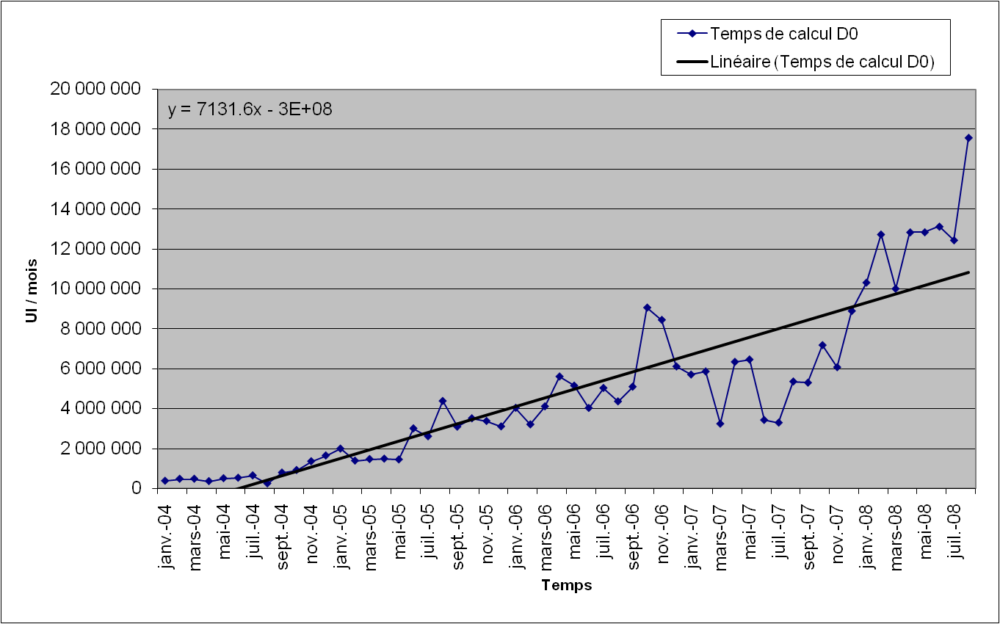 Temps de calcul D0
Linéaire (Temps de calcul D0)
y = 7131.6x - 3E+08
20 000 000
18 000 000
16 000 000
14 000 000
12 000 000
10 000 000
8 000 000
6 000 000
4 000 000
2 000 000
0
UI / mois
janv.-04
mars-04
mai-04
juil.-04
sept.-04
nov.-04
janv.-05
mars-05
mai-05
juil.-05
sept.-05
nov.-05
janv.-06
mars-06
mai-06
juil.-06
sept.-06
nov.-06
janv.-07
mars-07
mai-07
juil.-07
sept.-07
nov.-07
janv.-08
mars-08
mai-08
juil.-08
Temps